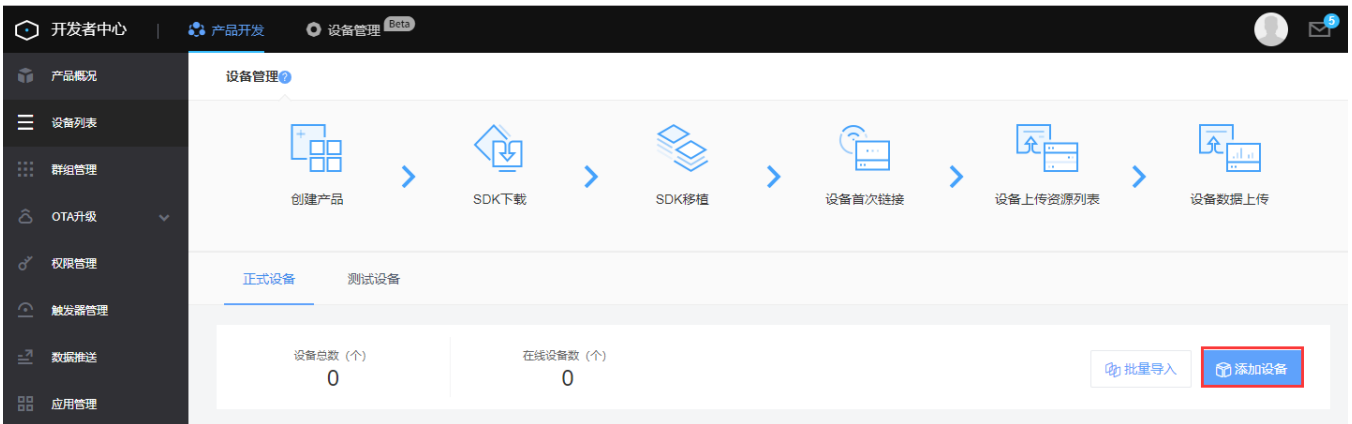 开发者中心 | 产品开发 设备管理 Beta 5
产品概况
设备列表
群组管理
OTA升级
权限管理
触发器管理
数据推送
应用管理
设备管理 ?
创建产品 SDK下载 SDK移植 设备首次链接 设备上传资源列表 设备数据上传
正式设备 测试设备
设备总数（个） 在线设备数（个）
0 0
批量导入 添加设备